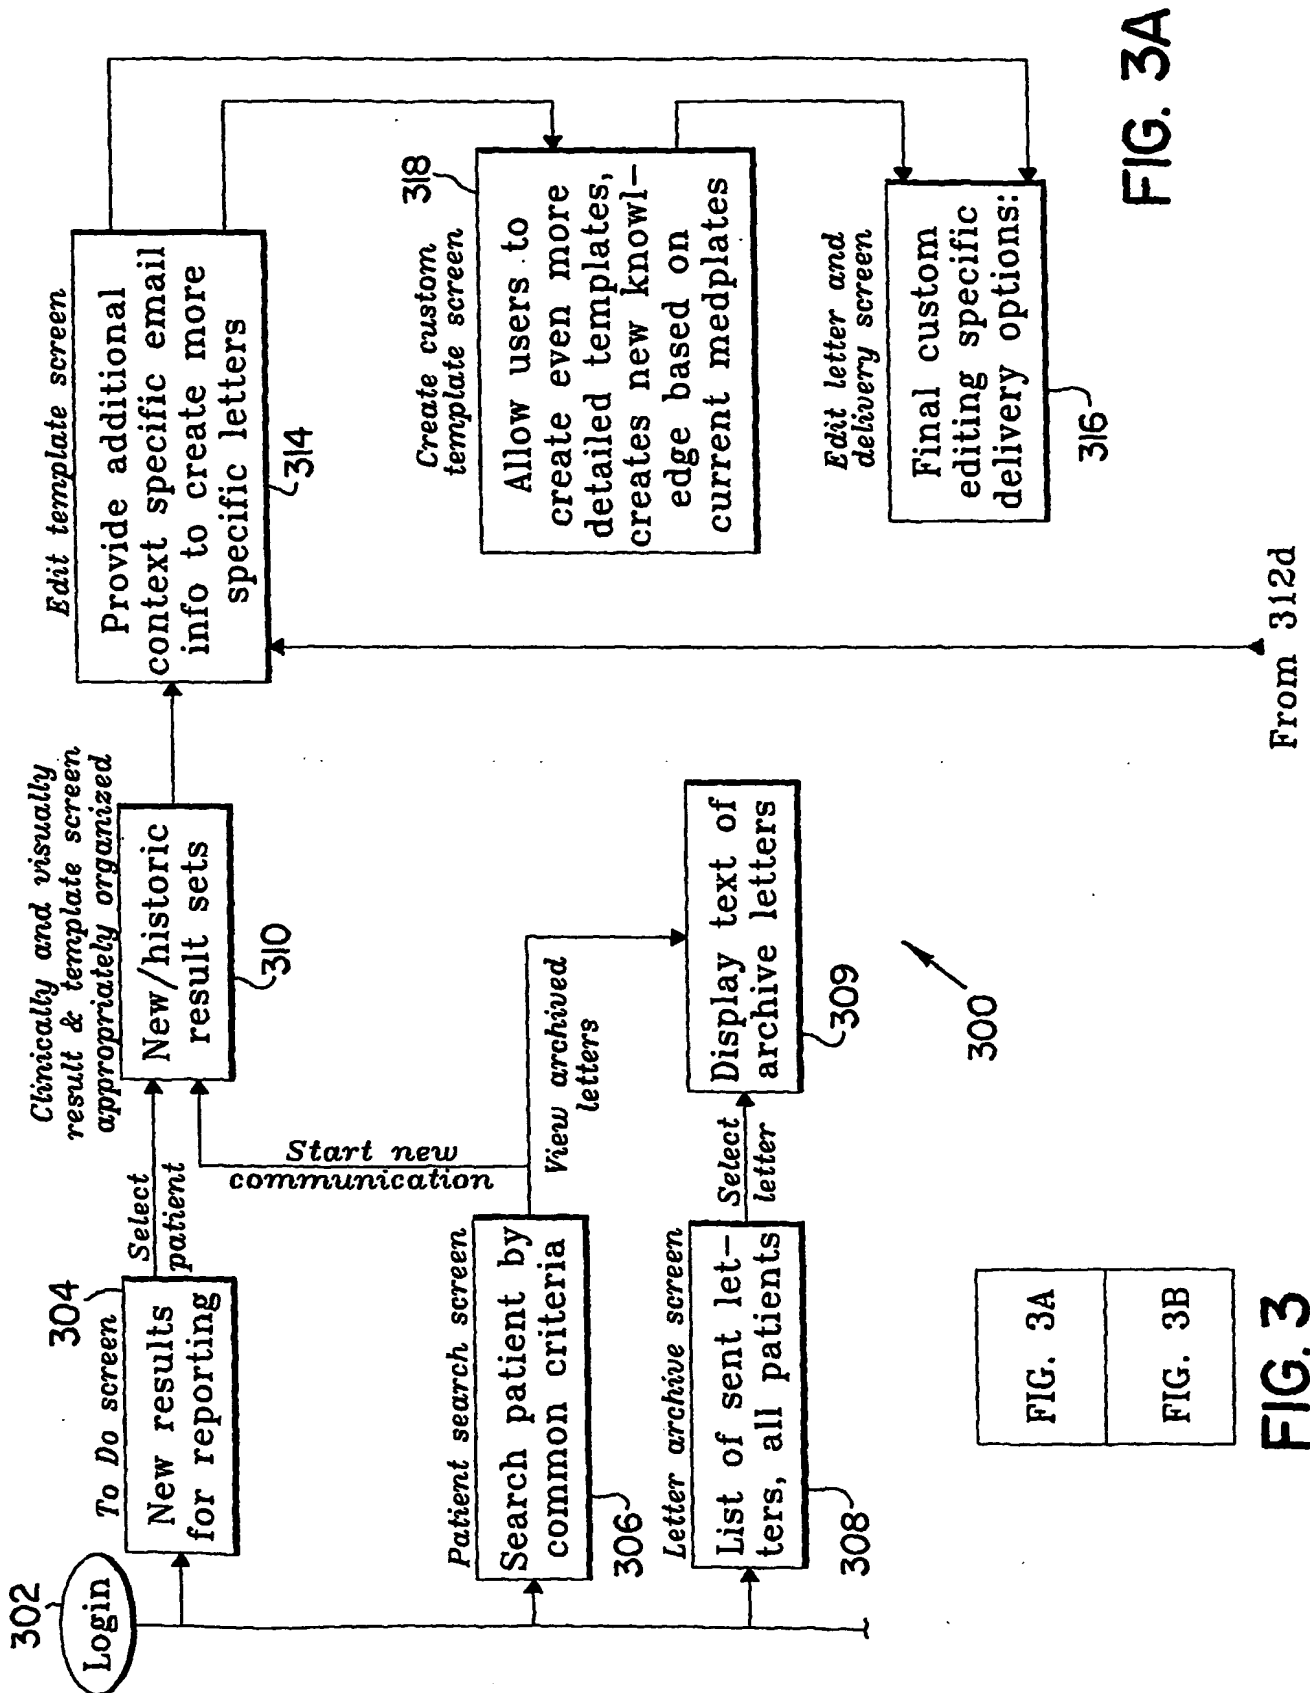 302
Login
To Do screen
304
New results
for reporting
Select
patient
Clinically and visually
result & template screen
appropriately organized
New/historic
result sets
310
Edit template screen
Provide additional
context specific email
info to create more
specific letters
314
Patient search screen
Search patient by
common criteria
306
Start new
communication
View archived
letters
Letter archive screen
List of sent let-
ters, all patients
308
Select
letter
Display text of
archive letters
309
300
Create custom
template screen
318
Allow users to
create even more
detailed templates,
creates new knowl-
edge based on
current medplates
Edit letter and
delivery screen
Final custom
editing specific
delivery options:
316
From 312d
FIG. 3A
FIG. 3A
FIG. 3B
FIG. 3